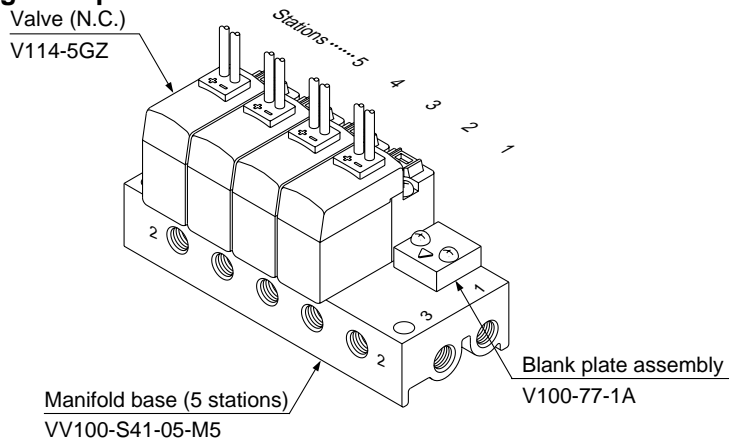 Valve (N.C.)
V114-5GZ
Stations ······ 5 4 3 2 1
+ -
+ -
+ -
+ -
2
2
3
1
Blank plate assembly
V100-77-1A
Manifold base (5 stations)
VV100-S41-05-M5